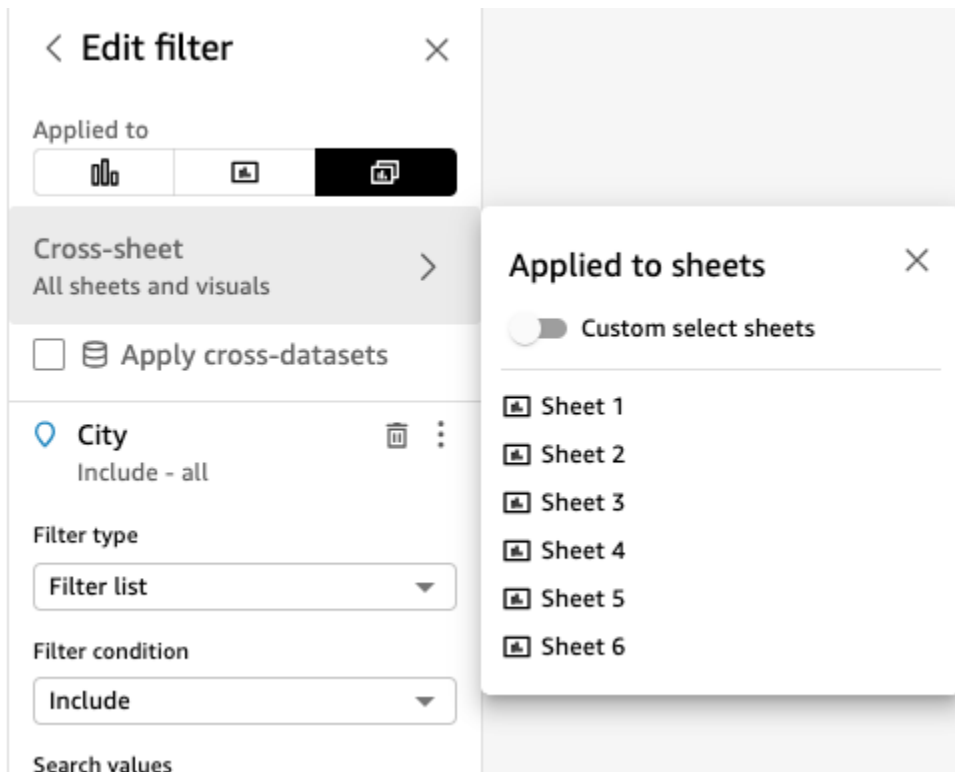 Edit filter
Applied to
Cross-sheet
All sheets and visuals
Apply cross-datasets
City
Include - all
Filter type
Filter list
Filter condition
Include
Search values
Applied to sheets
Custom select sheets
Sheet 1
Sheet 2
Sheet 3
Sheet 4
Sheet 5
Sheet 6